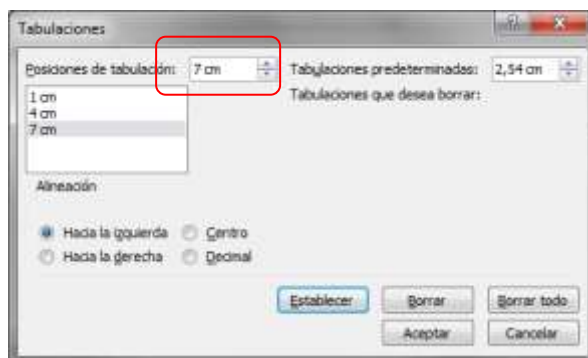 Tabulaciones
Posiciones de tabulación: 7 cm Tabulaciones predeterminadas: 2,54 cm
1 cm
4 cm
7 cm
Tabulaciones que desea borrar:
Alineación
Hacia la izquierda Centro
Hacia la derecha Decimal
Establecer Borrar Borrar todo
Aceptar Cancelar